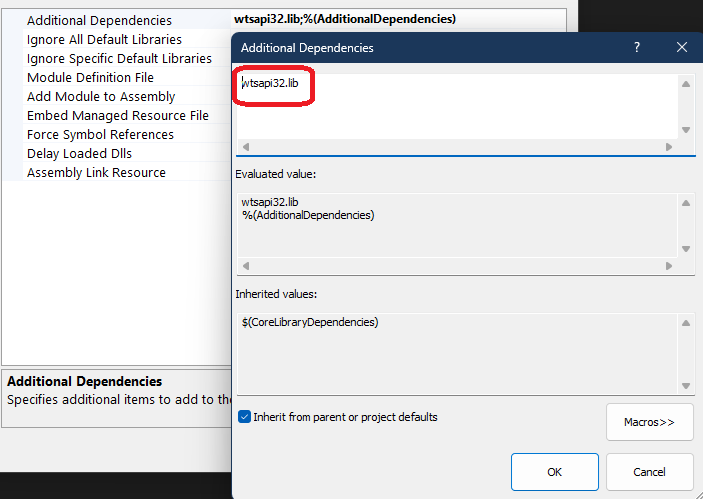 Additional Dependencies
wtsapi32.lib;%(AdditionalDependencies)
Ignore All Default Libraries
Ignore Specific Default Libraries
Module Definition File
Add Module to Assembly
Embed Managed Resource File
Force Symbol References
Delay Loaded Dlls
Assembly Link Resource
Additional Dependencies
Specifies additional items to add to the
Additional Dependencies
?
wtsapi32.lib
Evaluated value:
wtsapi32.lib
%(AdditionalDependencies)
Inherited values:
$(CoreLibraryDependencies)
Inherit from parent or project defaults
Macros>>
OK
Cancel